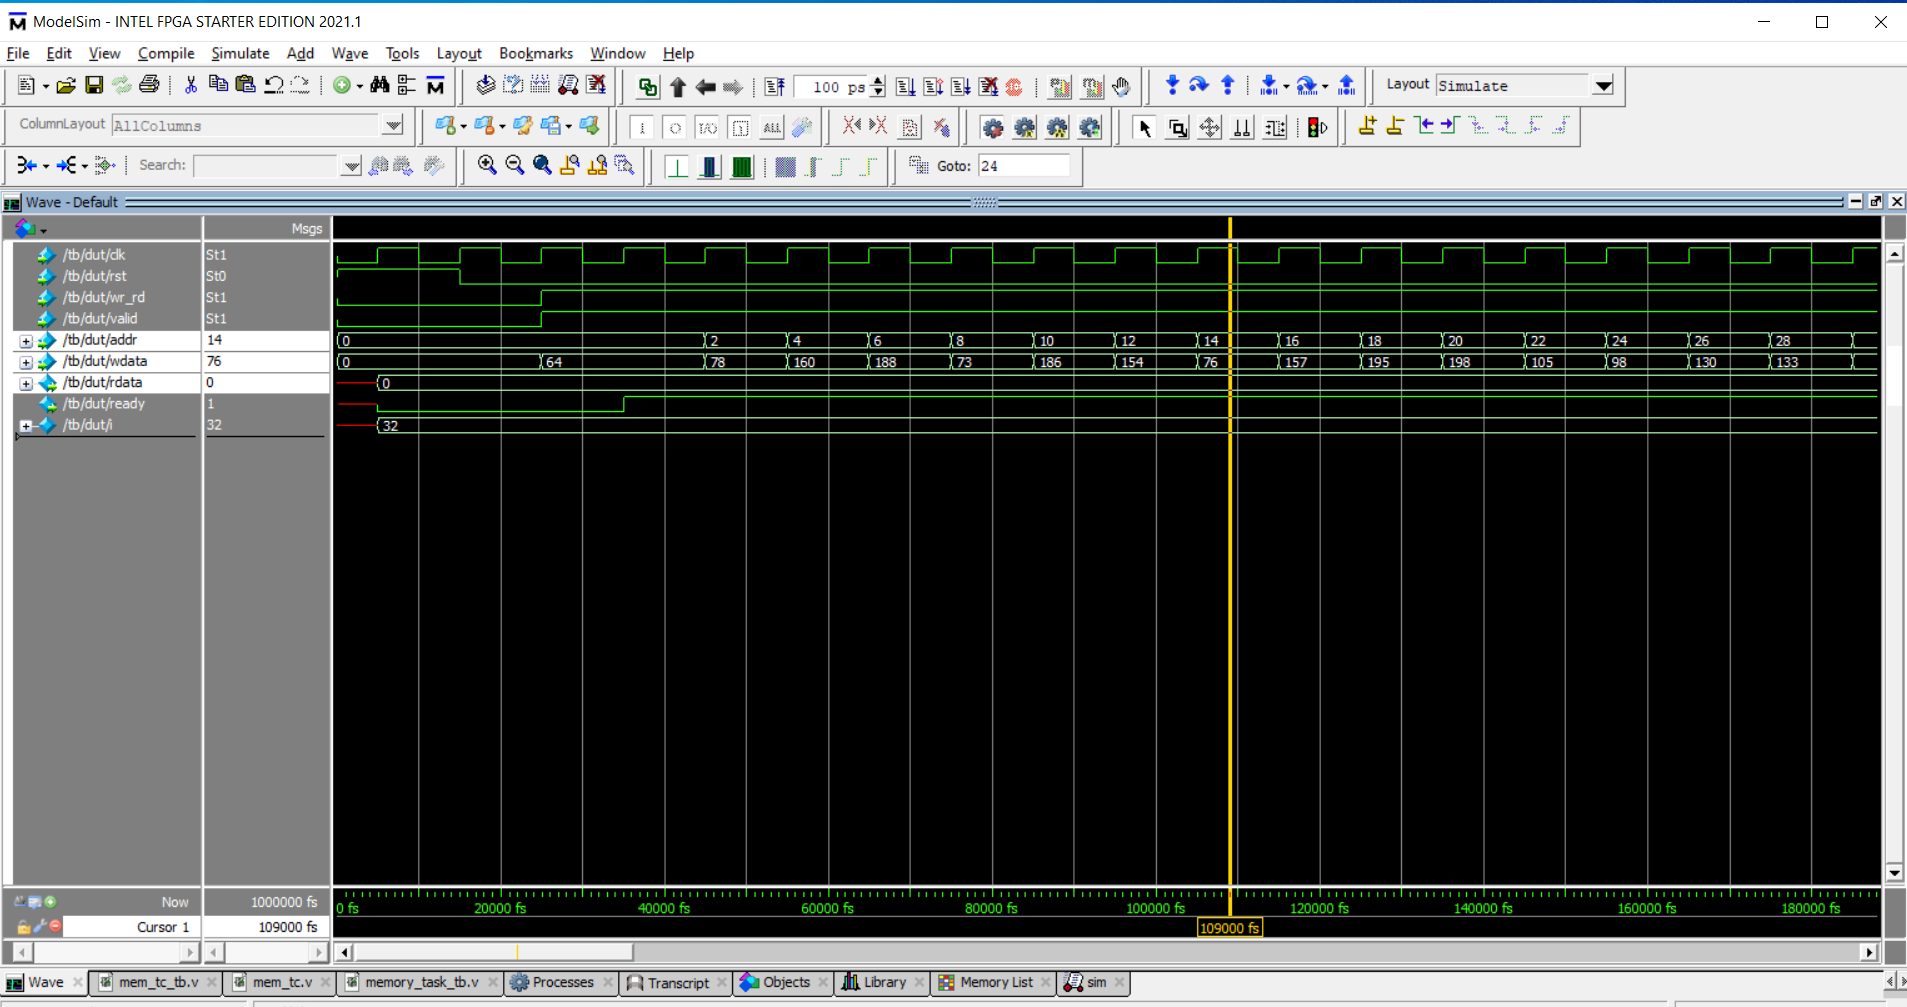 ModelSim - INTEL FPGA STARTER EDITION 2021.1
File Edit View Compile Simulate Add Wave Tools Layout Bookmarks Window Help
100 ps Layout Simulate
ColumnLayout AllColumns
Search: Goto: 24
Wave - Default
Msgs
/tb/dut/clk St1
/tb/dut/rst St0
/tb/dut/wr_rd St1
/tb/dut/valid St1
/tb/dut/addr 14 0 2 4 6 8 10 12 14 16 18 20 22 24 26 28
/tb/dut/wdata 76 0 64 78 160 188 73 186 154 76 157 195 198 105 98 130 133
/tb/dut/rdata 0 0
/tb/dut/ready 1
/tb/dut/i 32 32
Now 1000000 fs 0 fs 20000 fs 40000 fs 60000 fs 80000 fs 100000 fs 120000 fs 140000 fs 160000 fs 180000 fs
Cursor 1 109000 fs 109000 fs
Wave mem_tc_tb.v mem_tc.v memory_task_tb.v Processes Transcript Objects Library Memory List sim